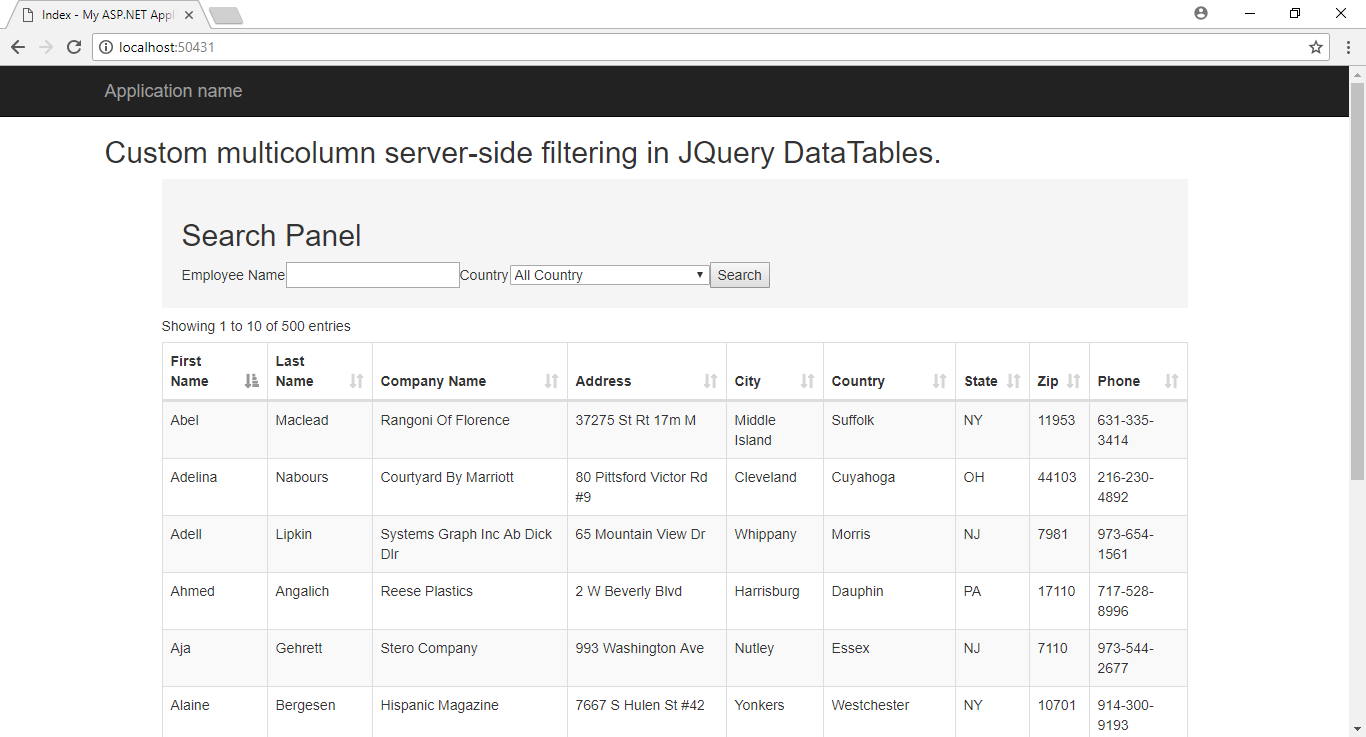 Index - My ASP.NET Appl
localhost:50431
Application name
Custom multicolumn server-side filtering in JQuery DataTables.
Search Panel
Employee Name Country All Country Search
Showing 1 to 10 of 500 entries
First Name Last Name Company Name Address City Country State Zip Phone
Abel Maclead Rangoni Of Florence 37275 St Rt 17m M Middle Island Suffolk NY 11953 631-335-3414
Adelina Nabours Courtyard By Marriott 80 Pittsford Victor Rd #9 Cleveland Cuyahoga OH 44103 216-230-4892
Adell Lipkin Systems Graph Inc Ab Dick Dlr 65 Mountain View Dr Whippany Morris NJ 7981 973-654-1561
Ahmed Angalich Reese Plastics 2 W Beverly Blvd Harrisburg Dauphin PA 17110 717-528-8996
Aja Gehrett Stero Company 993 Washington Ave Nutley Essex NJ 7110 973-544-2677
Alaine Bergesen Hispanic Magazine 7667 S Hulen St #42 Yonkers Westchester NY 10701 914-300-9193